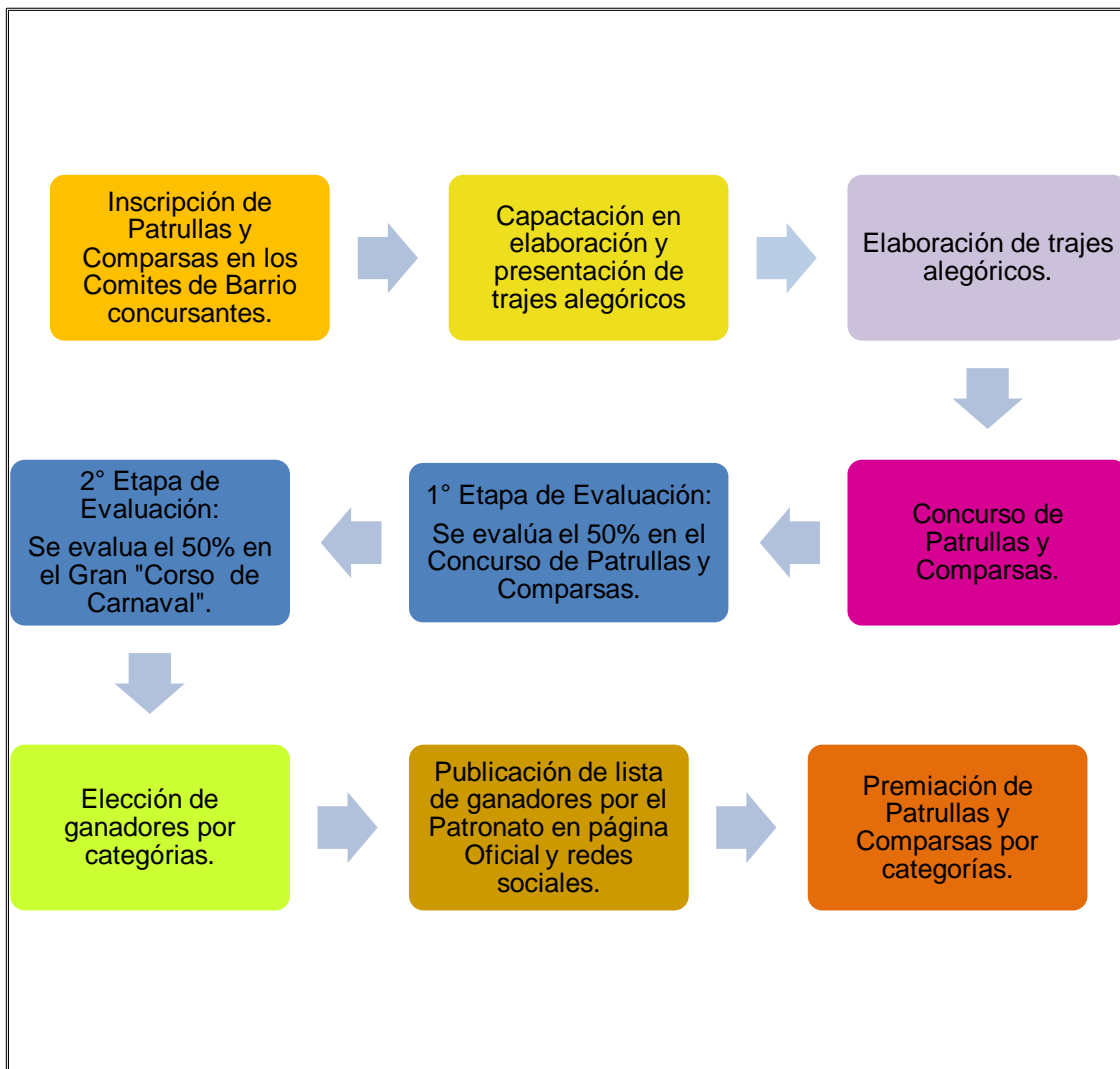 Inscripción de
Patrullas y
Comparsas en los
Comites de Barrio
concursantes.
Capactación en
elaboración y
presentación de
trajes alegóricos
Elaboración de trajes
alegóricos.
Concurso de
Patrullas y
Comparsas.
1° Etapa de Evaluación:
Se evalúa el 50% en el
Concurso de Patrullas y
Comparsas.
2° Etapa de
Evaluación:
Se evalua el 50% en
el Gran "Corso de
Carnaval".
Elección de
ganadores por
categórias.
Publicación de lista
de ganadores por el
Patronato en página
Oficial y redes
sociales.
Premiación de
Patrullas y
Comparsas por
categorías.